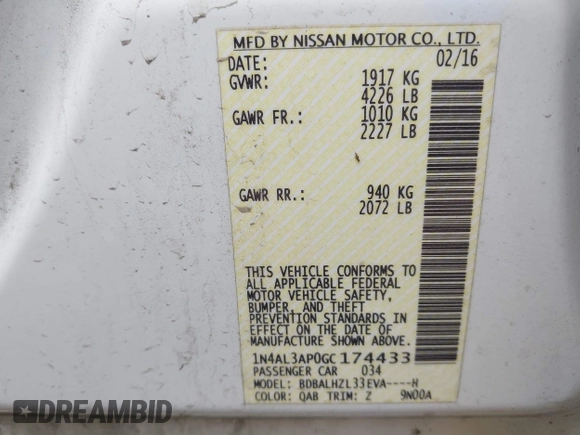 MFD BY NISSAN MOTOR CO., LTD.
DATE: 02/16
GVWR: 1917 KG
4226 LB
GAWR FR.: 1010 KG
2227 LB
GAWR RR.: 940 KG
2072 LB
THIS VEHICLE CONFORMS TO
ALL APPLICABLE FEDERAL
MOTOR VEHICLE SAFETY,
BUMPER, AND THEFT
PREVENTION STANDARDS IN
EFFECT ON THE DATE OF
MANUFACTURE SHOWN ABOVE.
1N4AL3AP0GC174433
PASSENGER CAR 034
MODEL: BDBALHZL33EVA----H
COLOR: QAB TRIM: Z 9N00A
DREAMBID